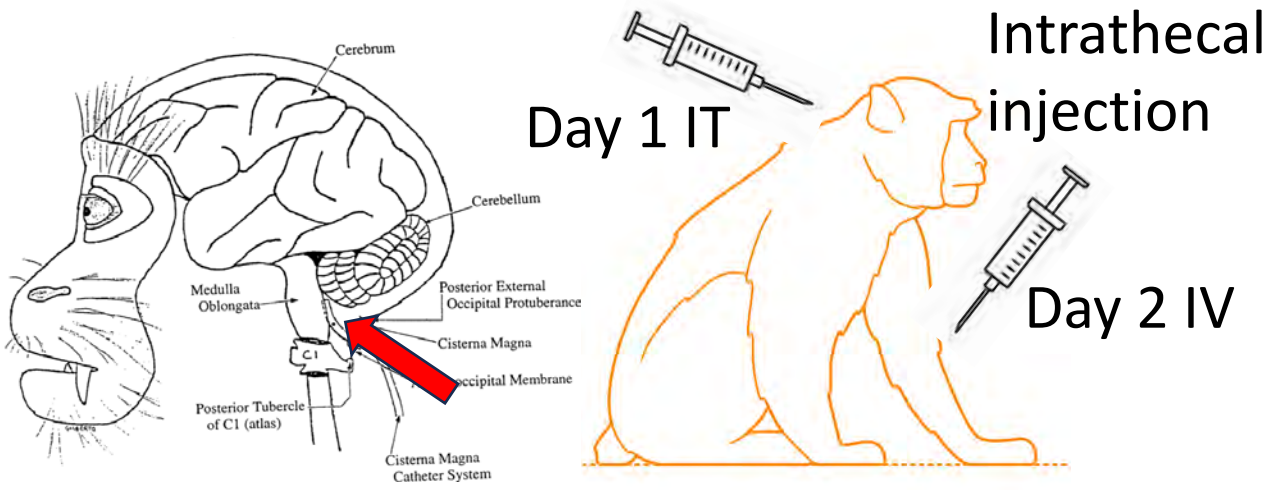 Cerebrum
Cerebellum
Medulla
Oblongata
Posterior External
Occipital Protuberance
Cisterna Magna
C1
occipital Membrane
Posterior Tubercle
of C1 (atlas)
Cisterna Magna
Catheter System
Day 1 IT
Intrathecal
injection
Day 2 IV